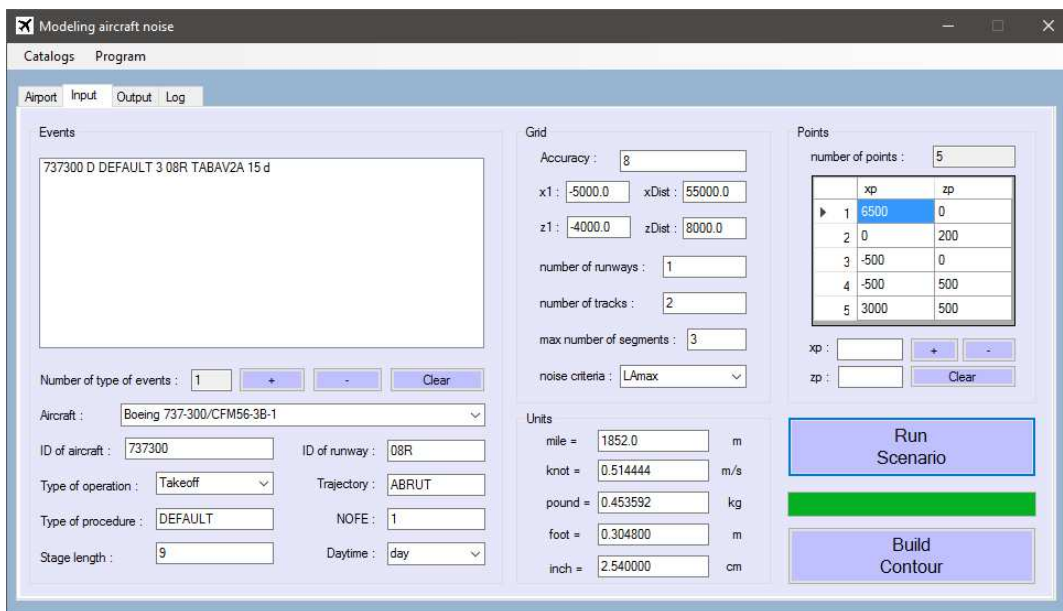 Modeling aircraft noise
Catalogs Program
Airport Input Output Log
Events
737300 D DEFAULT 3 08R TABAV2A 15 d
Number of type of events : 1 + - Clear
Aircraft : Boeing 737-300/CFM56-3B-1
ID of aircraft : 737300 ID of runway : 08R
Type of operation : Takeoff Trajectory : ABRUT
Type of procedure : DEFAULT NOFE : 1
Stage length : 9 Daytime : day
Grid
Accuracy : 8
x1 : -5000.0 xDist : 55000.0
z1 : -4000.0 zDist : 8000.0
number of runways : 1
number of tracks : 2
max number of segments : 3
noise criteria : LAmax
Units
mile = 1852.0 m
knot = 0.514444 m/s
pound = 0.453592 kg
foot = 0.304800 m
inch = 2.540000 cm
Points
number of points : 5
xp zp
1 6500 0
2 0 200
3 -500 0
4 -500 500
5 3000 500
xp : + -
zp : Clear
Run
Scenario
Build
Contour